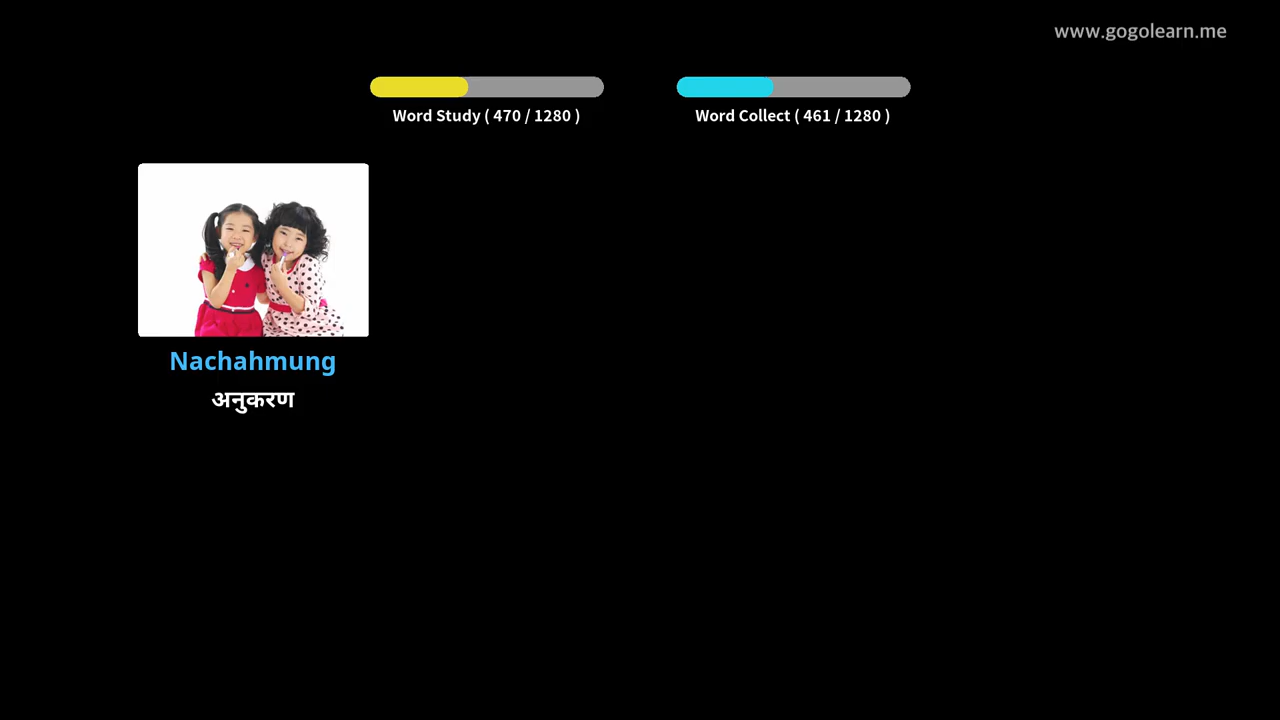 www.gogolearn.me
Word Study ( 470 / 1280 )
Word Collect ( 461 / 1280 )
Nachahmung
अनुकरण